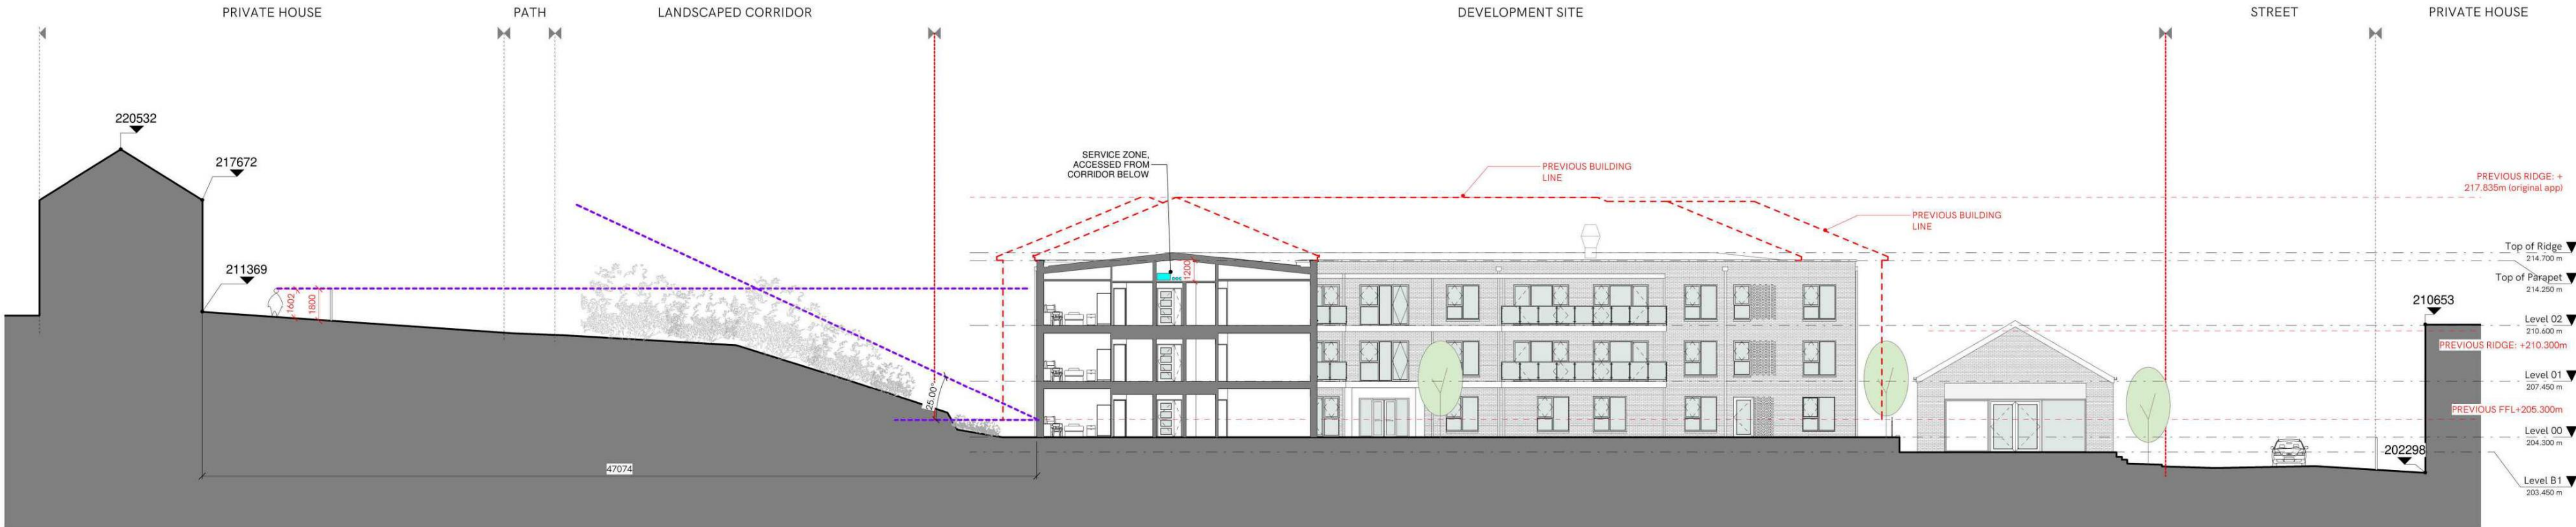 PRIVATE HOUSE
PATH
LANDSCAPED CORRIDOR
DEVELOPMENT SITE
STREET
PRIVATE HOUSE
220532
217672
211369
1602
1800
SERVICE ZONE,
ACCESSED FROM
CORRIDOR BELOW
1200
PREVIOUS BUILDING
LINE
PREVIOUS BUILDING
LINE
25.00°
47074
PREVIOUS RIDGE: +
217.835m (original app)
Top of Ridge
214.700 m
Top of Parapet
214.250 m
210653
Level 02
210.600 m
PREVIOUS RIDGE: +210.300m
Level 01
207.450 m
PREVIOUS FFL+205.300m
Level 00
204.300 m
202298
Level B1
203.450 m